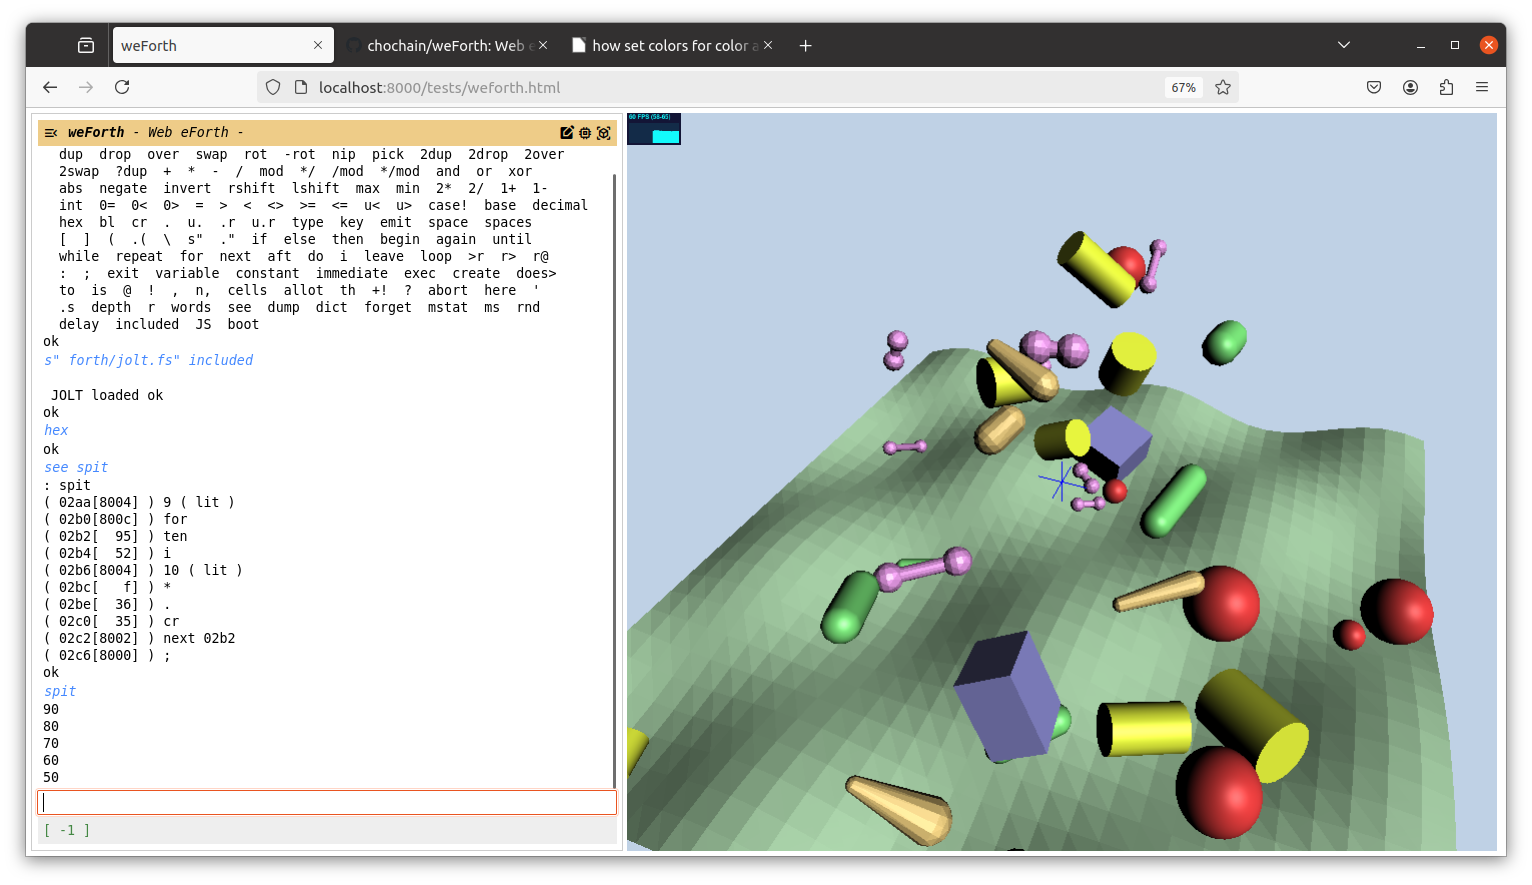 weForth
chochain/weForth: Web e
how set colors for color a
localhost:8000/tests/weforth.html
67%
weForth - Web eForth -
dup drop over swap rot -rot nip pick 2dup 2drop 2over
2swap ?dup + * - / mod */ /mod */mod and or xor
abs negate invert rshift lshift max min 2* 2/ 1+ 1-
int 0= 0< 0> = > < <> >= <= u< u> case! base decimal
hex bl cr . u. .r u.r type key emit space spaces
[ ] ( .( \ s" ." if else then begin again until
while repeat for next aft do i leave loop >r r> r@
: ; exit variable constant immediate exec create does>
to is @ ! , n, cells allot th +! ? abort here '
.s depth r words see dump dict forget mstat ms rnd
delay included JS boot
ok
s" forth/jolt.fs" included
JOLT loaded ok
ok
hex
ok
see spit
: spit
( 02aa[8004] ) 9 ( lit )
( 02b0[800c] ) for
( 02b2[  95] ) ten
( 02b4[  52] ) i
( 02b6[8004] ) 10 ( lit )
( 02bc[   f] ) *
( 02be[  36] ) .
( 02c0[  35] ) cr
( 02c2[8002] ) next 02b2
( 02c6[8000] ) ;
ok
spit
90
80
70
60
50
[ -1 ]
60 FPS (58-65)